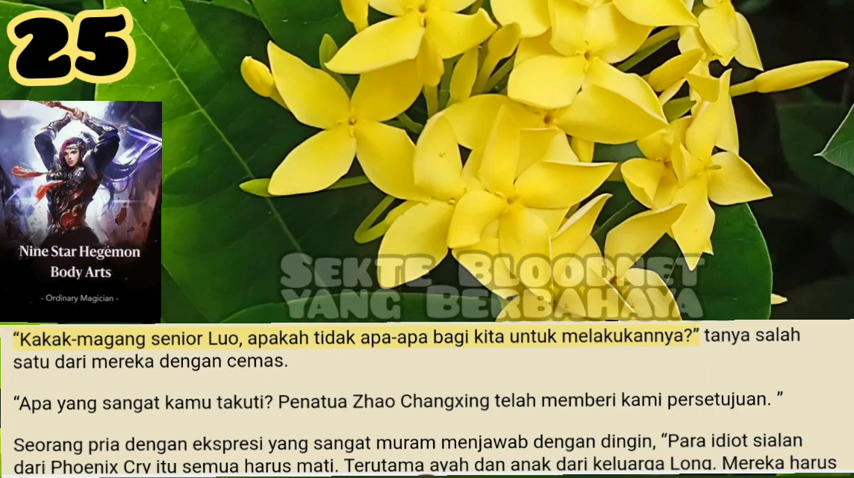 25
Nine Star Hegemon
Body Arts
- Ordinary Magician -
Sekte Bloodnet
yang Berbahaya
“Kakak-magang senior Luo, apakah tidak apa-apa bagi kita untuk melakukannya?” tanya salah
satu dari mereka dengan cemas.
“Apa yang sangat kamu takuti? Penatua Zhao Changxing telah memberi kami persetujuan. ”
Seorang pria dengan ekspresi yang sangat muram menjawab dengan dingin, “Para idiot sialan
dari Phoenix Cry itu semua harus mati. Terutama ayah dan anak dari keluarga Long. Mereka harus